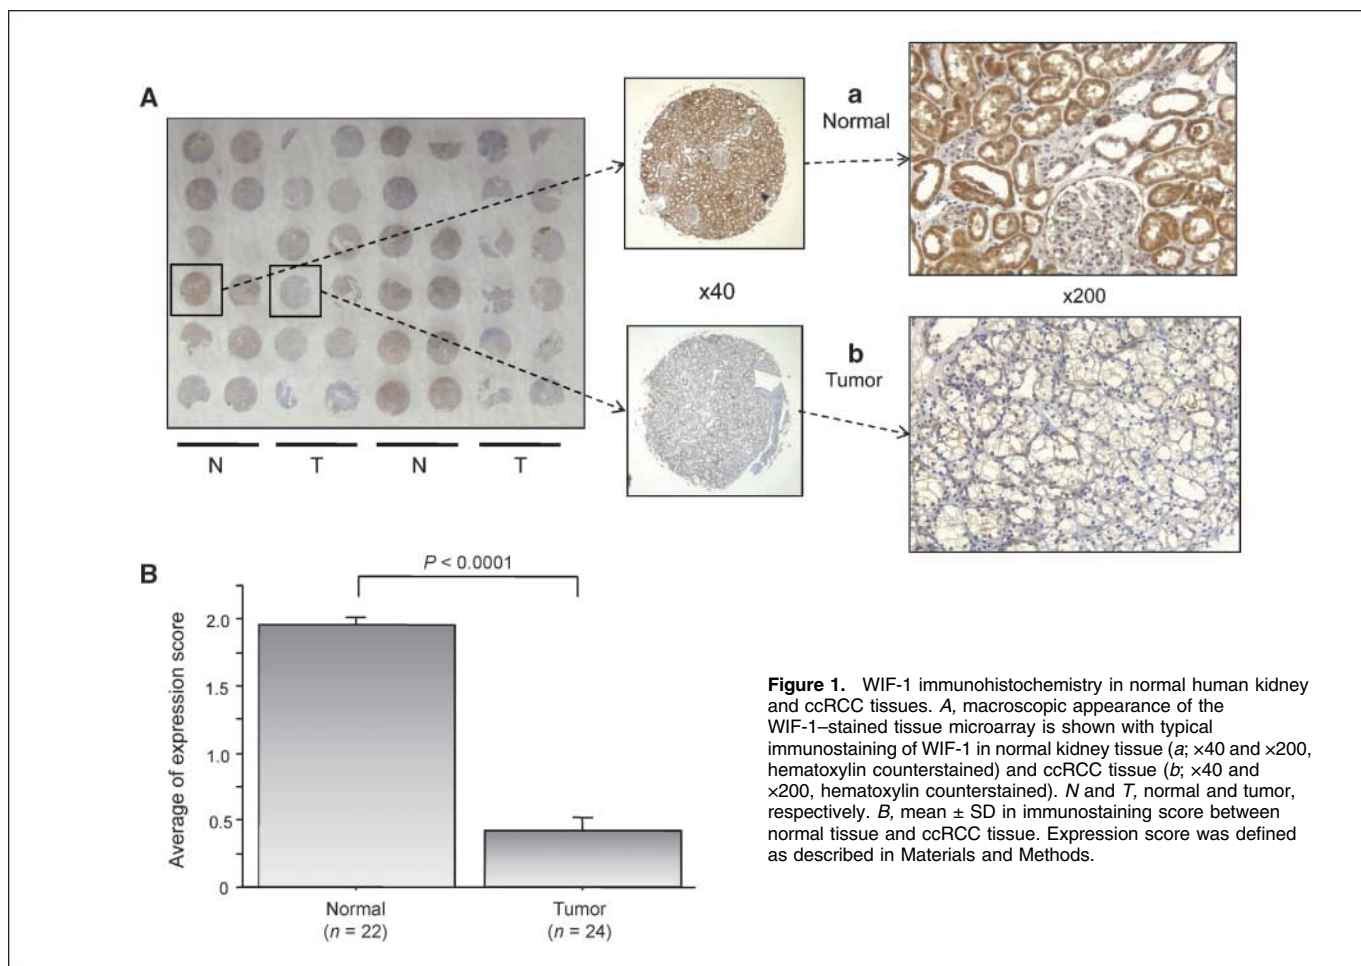 A
a
Normal
x40
x200
b
Tumor
N
T
N
T
B
P < 0.0001
Average of expression score
2.0
1.5
1.0
0.5
0
Normal
(n = 22)
Tumor
(n = 24)
Figure 1. WIF-1 immunohistochemistry in normal human kidney
and ccRCC tissues. A, macroscopic appearance of the
WIF-1–stained tissue microarray is shown with typical
immunostaining of WIF-1 in normal kidney tissue (a; ×40 and ×200,
hematoxylin counterstained) and ccRCC tissue (b; ×40 and
×200, hematoxylin counterstained). N and T, normal and tumor,
respectively. B, mean ± SD in immunostaining score between
normal tissue and ccRCC tissue. Expression score was defined
as described in Materials and Methods.